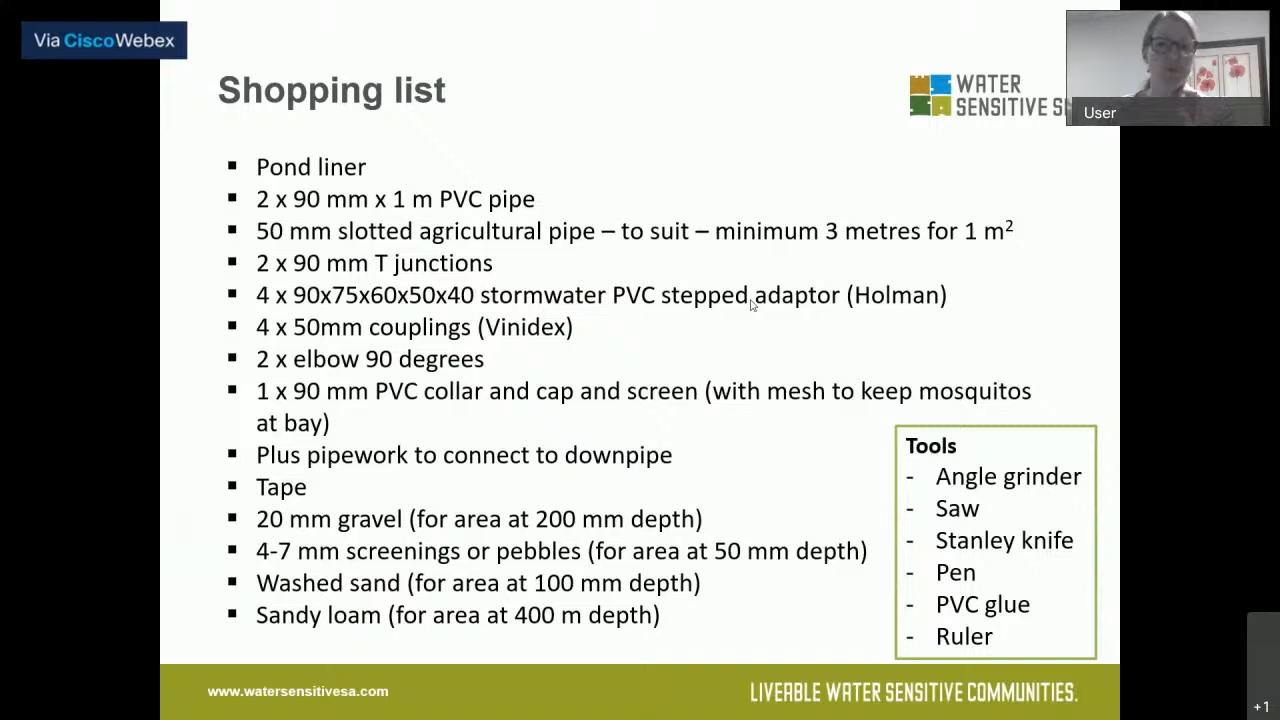 Via CiscoWebex
Shopping list
WATER
SENSITIVE
User
▪ Pond liner
▪ 2 x 90 mm x 1 m PVC pipe
▪ 50 mm slotted agricultural pipe – to suit – minimum 3 metres for 1 m²
▪ 2 x 90 mm T junctions
▪ 4 x 90x75x60x50x40 stormwater PVC stepped adaptor (Holman)
▪ 4 x 50mm couplings (Vinidex)
▪ 2 x elbow 90 degrees
▪ 1 x 90 mm PVC collar and cap and screen (with mesh to keep mosquitos
at bay)
▪ Plus pipework to connect to downpipe
▪ Tape
▪ 20 mm gravel (for area at 200 mm depth)
▪ 4-7 mm screenings or pebbles (for area at 50 mm depth)
▪ Washed sand (for area at 100 mm depth)
▪ Sandy loam (for area at 400 m depth)
Tools
- Angle grinder
- Saw
- Stanley knife
- Pen
- PVC glue
- Ruler
www.watersensitivesa.com
LIVEABLE WATER SENSITIVE COMMUNITIES.
+1